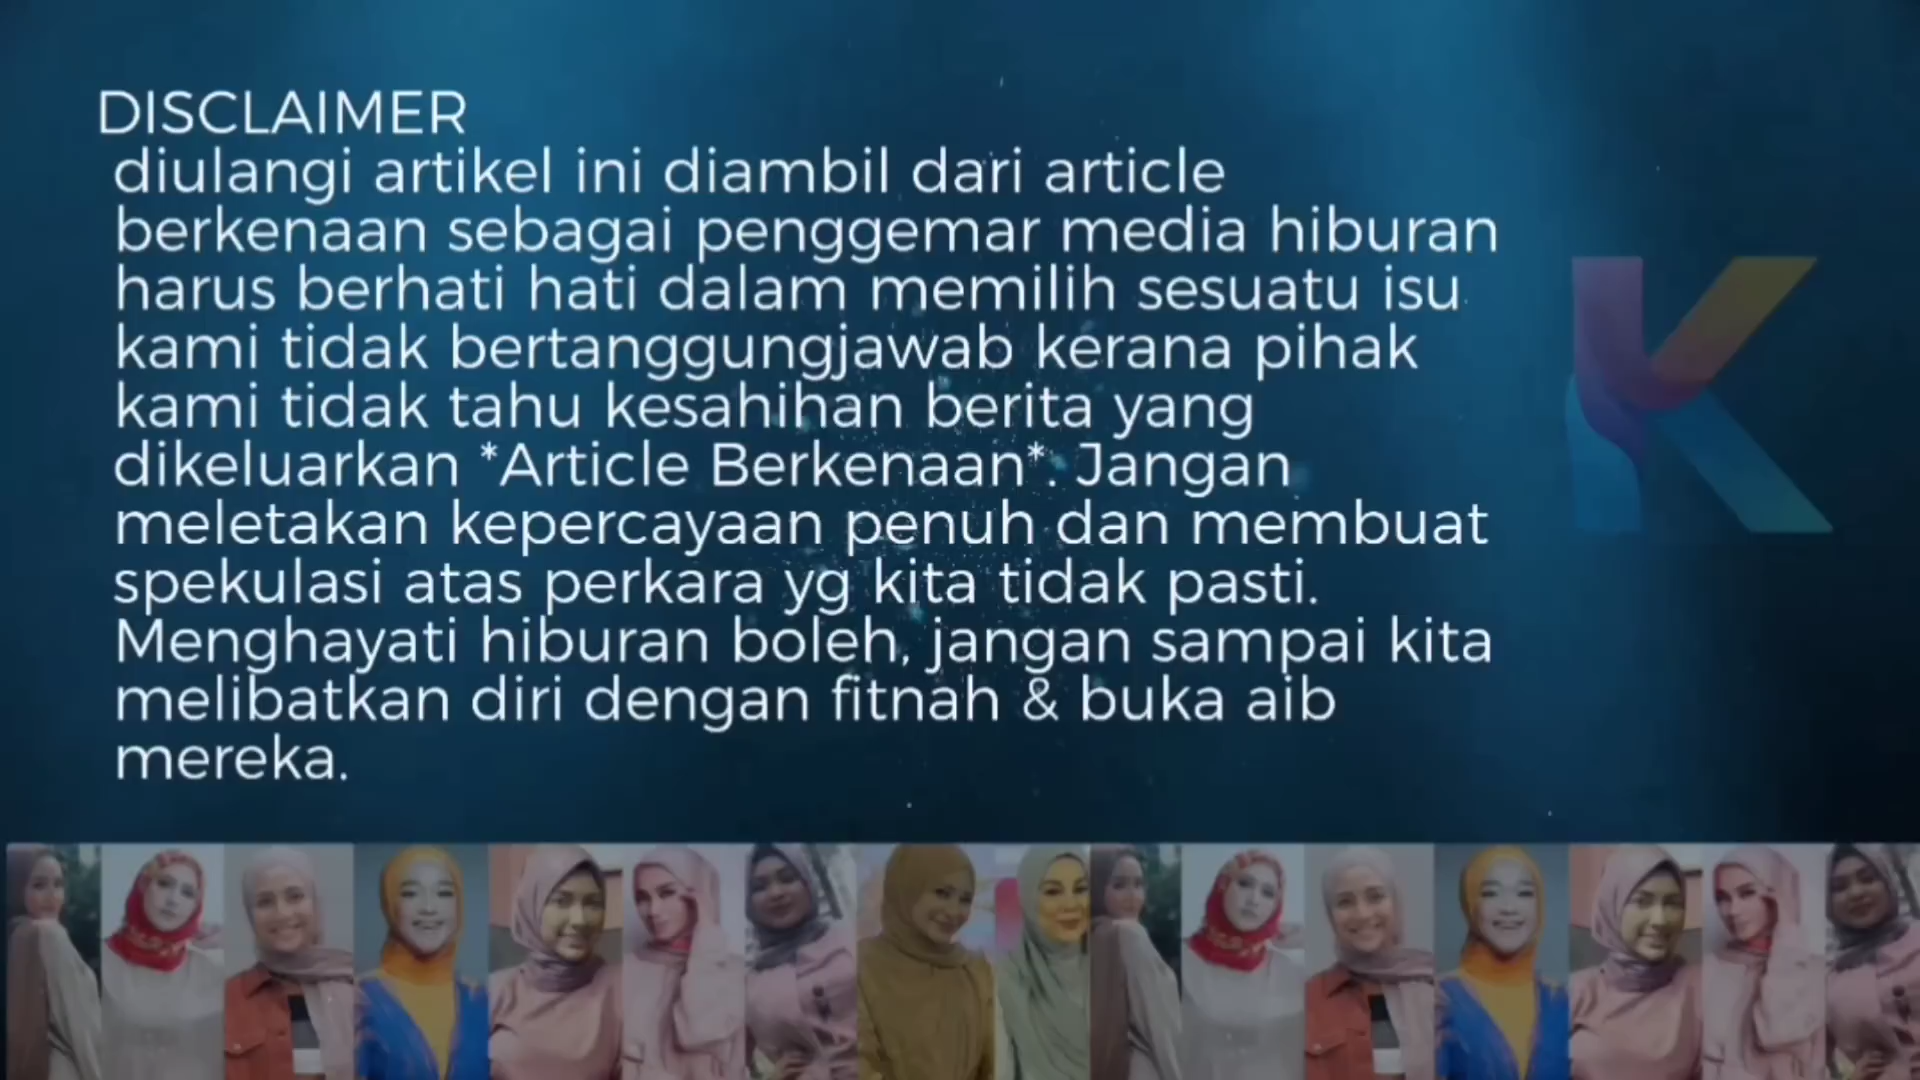 DISCLAIMER
diulangi artikel ini diambil dari article
berkenaan sebagai penggemar media hiburan
harus berhati hati dalam memilih sesuatu isu
kami tidak bertanggungjawab kerana pihak
kami tidak tahu kesahihan berita yang
dikeluarkan *Article Berkenaan*. Jangan
meletakan kepercayaan penuh dan membuat
spekulasi atas perkara yg kita tidak pasti.
Menghayati hiburan boleh, jangan sampai kita
melibatkan diri dengan fitnah & buka aib
mereka.
K